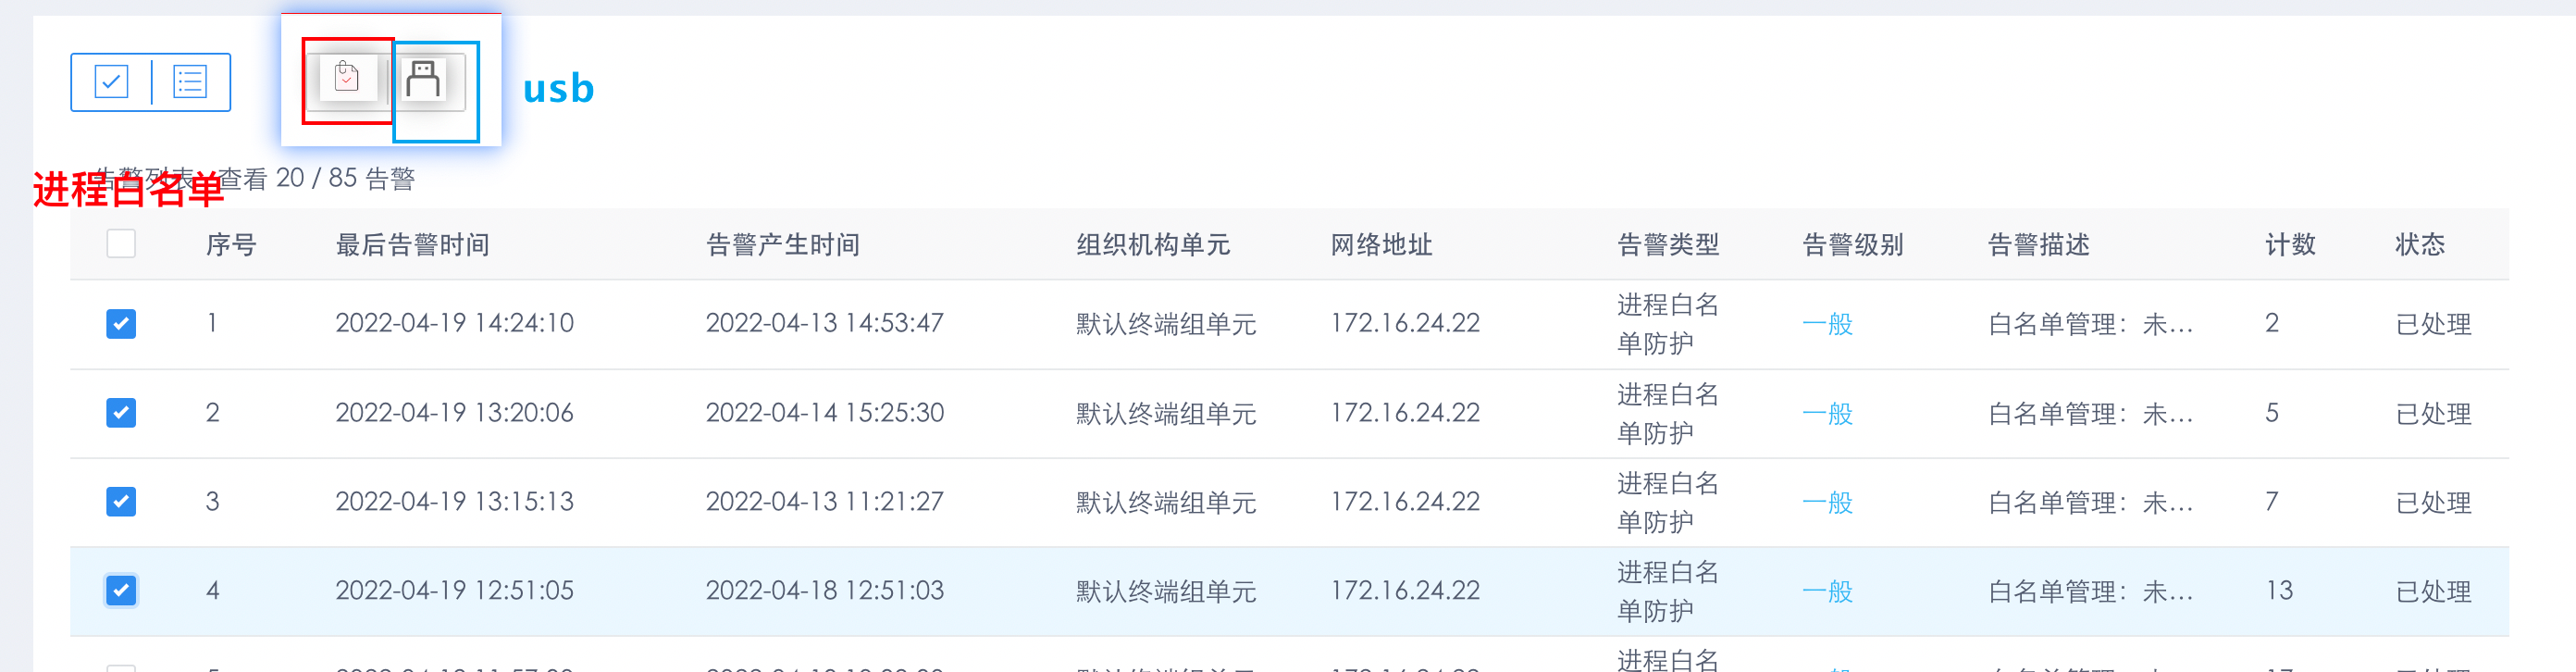 usb
告警列表 查看 20 / 85 告警
进程白名单
序号 最后告警时间 告警产生时间 组织机构单元 网络地址 告警类型 告警级别 告警描述 计数 状态
1 2022-04-19 14:24:10 2022-04-13 14:53:47 默认终端组单元 172.16.24.22 进程白名单防护 一般 白名单管理：未... 2 已处理
2 2022-04-19 13:20:06 2022-04-14 15:25:30 默认终端组单元 172.16.24.22 进程白名单防护 一般 白名单管理：未... 5 已处理
3 2022-04-19 13:15:13 2022-04-13 11:21:27 默认终端组单元 172.16.24.22 进程白名单防护 一般 白名单管理：未... 7 已处理
4 2022-04-19 12:51:05 2022-04-18 12:51:03 默认终端组单元 172.16.24.22 进程白名单防护 一般 白名单管理：未... 13 已处理
进程白名